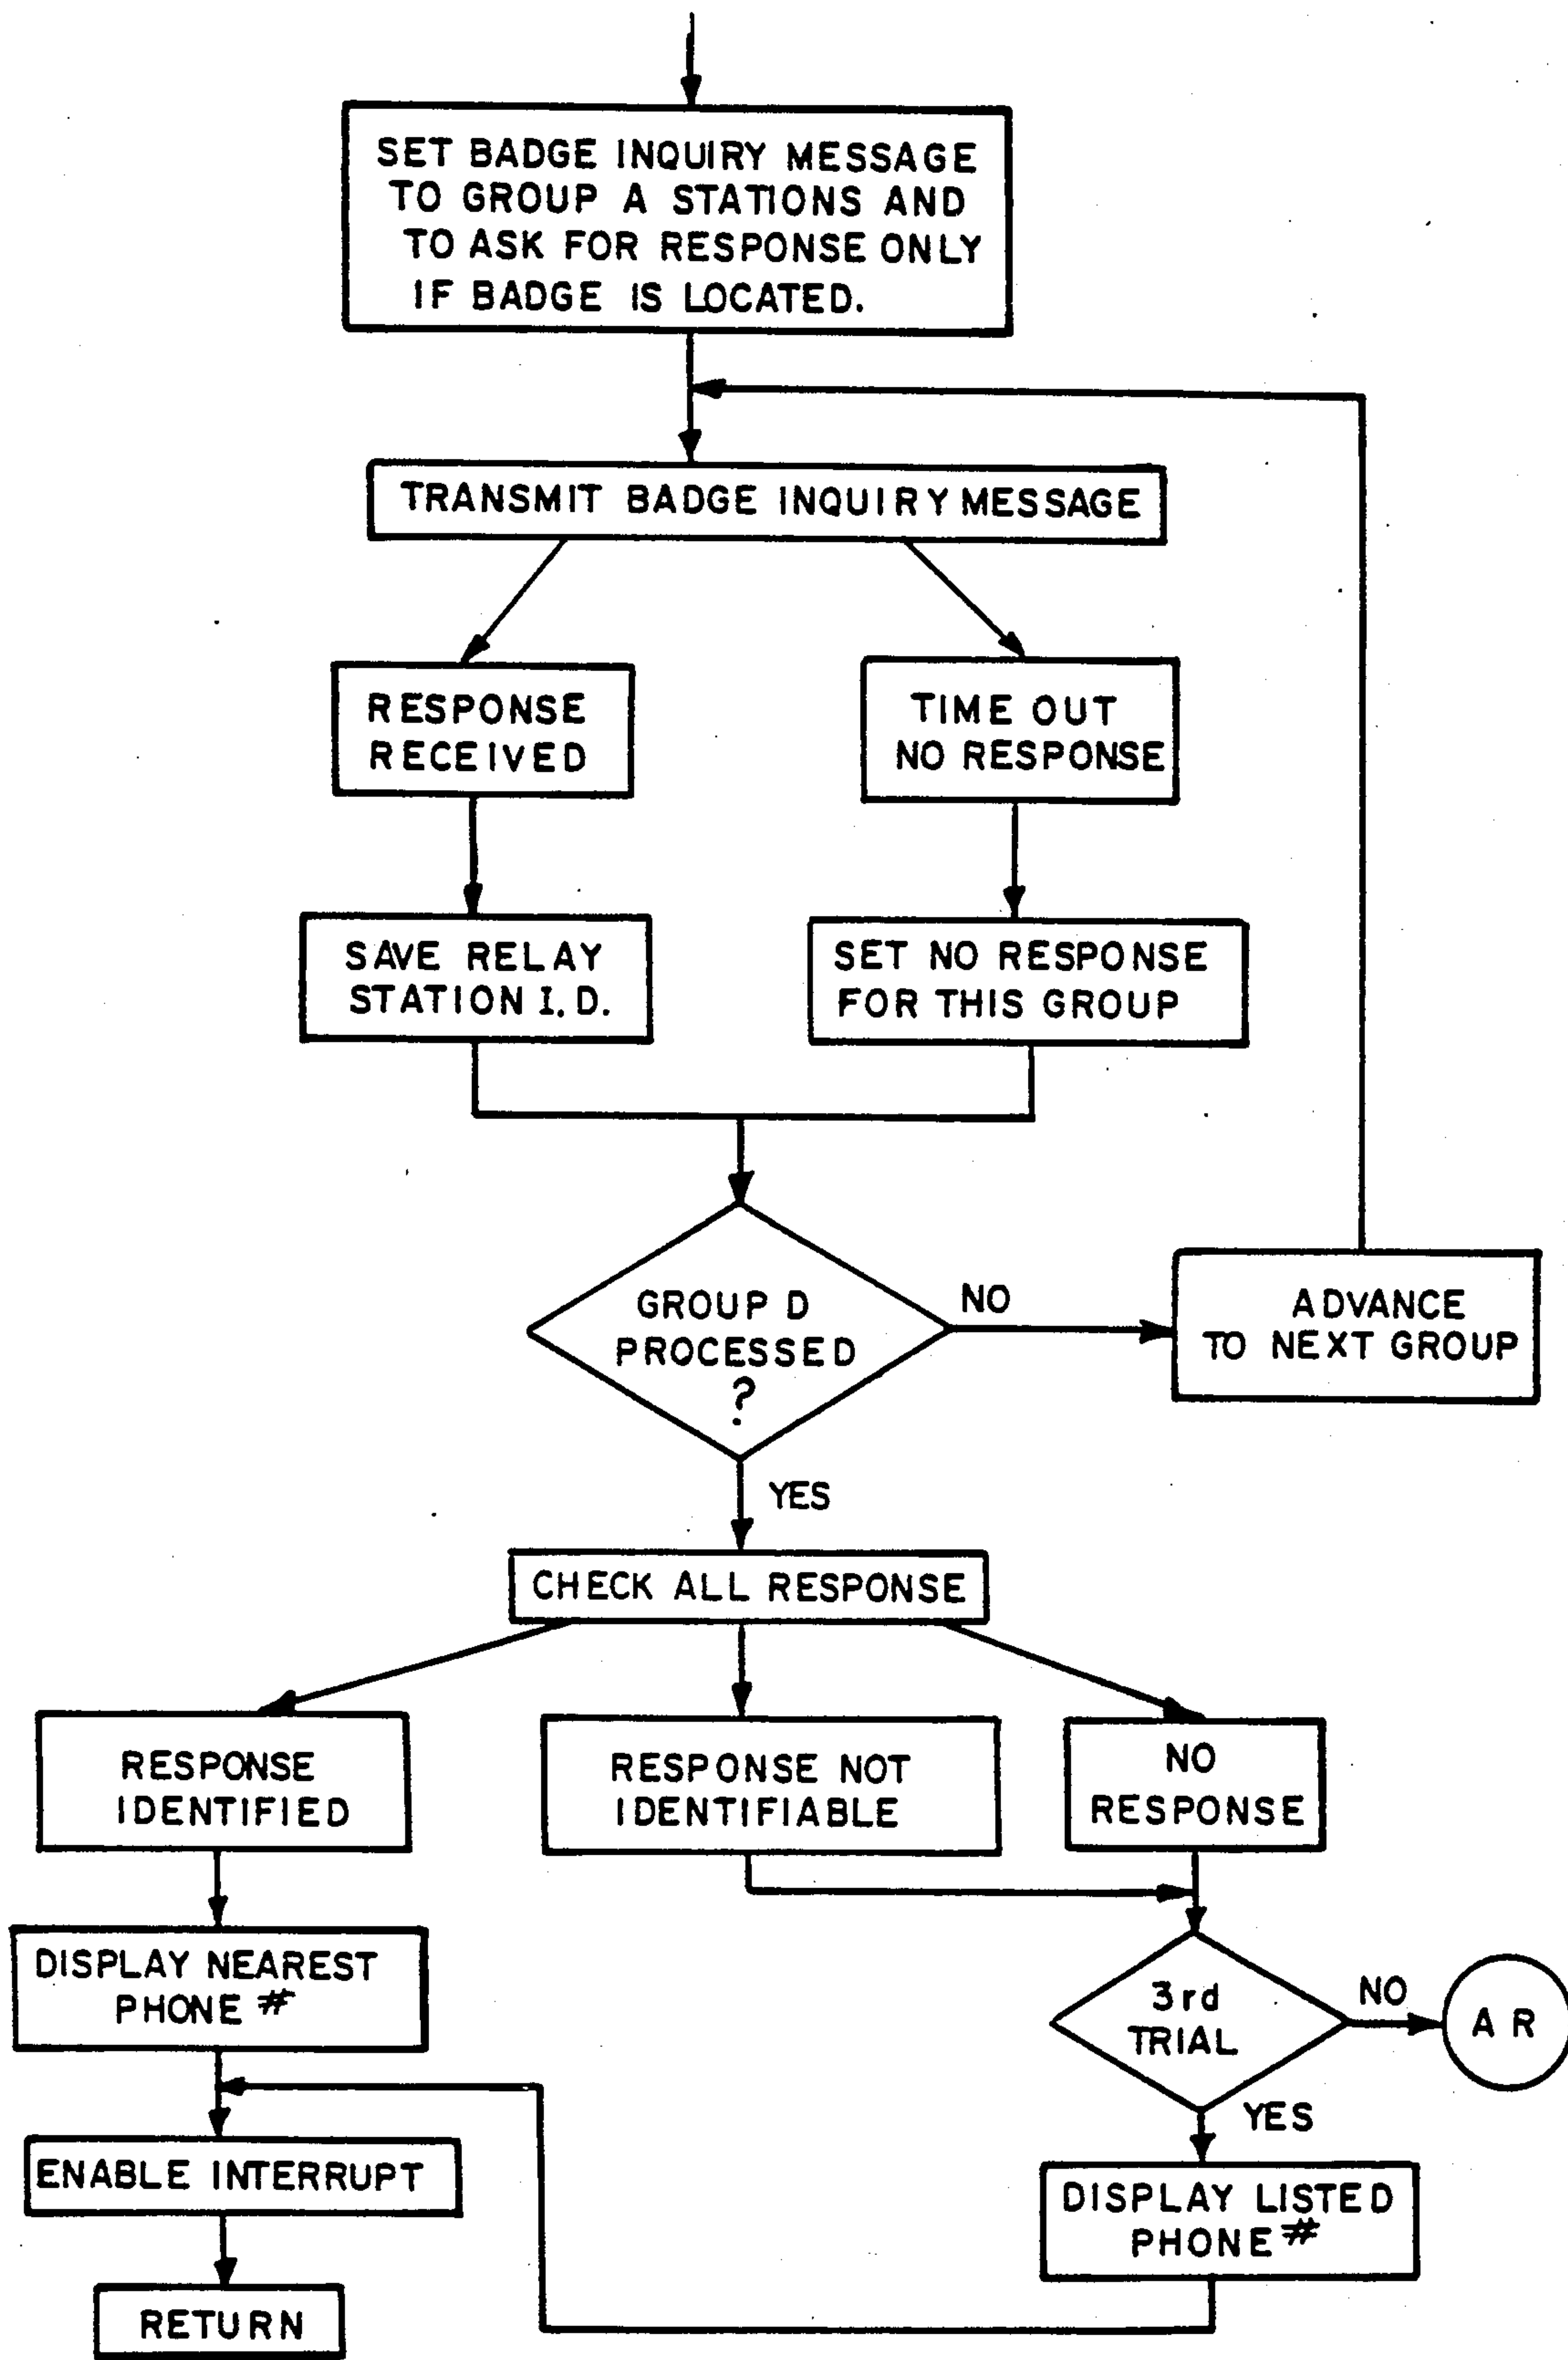 SET BADGE INQUIRY MESSAGE
TO GROUP A STATIONS AND
TO ASK FOR RESPONSE ONLY
IF BADGE IS LOCATED.
TRANSMIT BADGE INQUIRY MESSAGE
RESPONSE
RECEIVED
TIME OUT
NO RESPONSE
SAVE RELAY
STATION I.D.
SET NO RESPONSE
FOR THIS GROUP
GROUP D
PROCESSED
?
NO
ADVANCE
TO NEXT GROUP
YES
CHECK ALL RESPONSE
RESPONSE
IDENTIFIED
RESPONSE NOT
IDENTIFIABLE
NO
RESPONSE
DISPLAY NEAREST
PHONE #
3rd
TRIAL
NO
A R
YES
ENABLE INTERRUPT
DISPLAY LISTED
PHONE #
RETURN